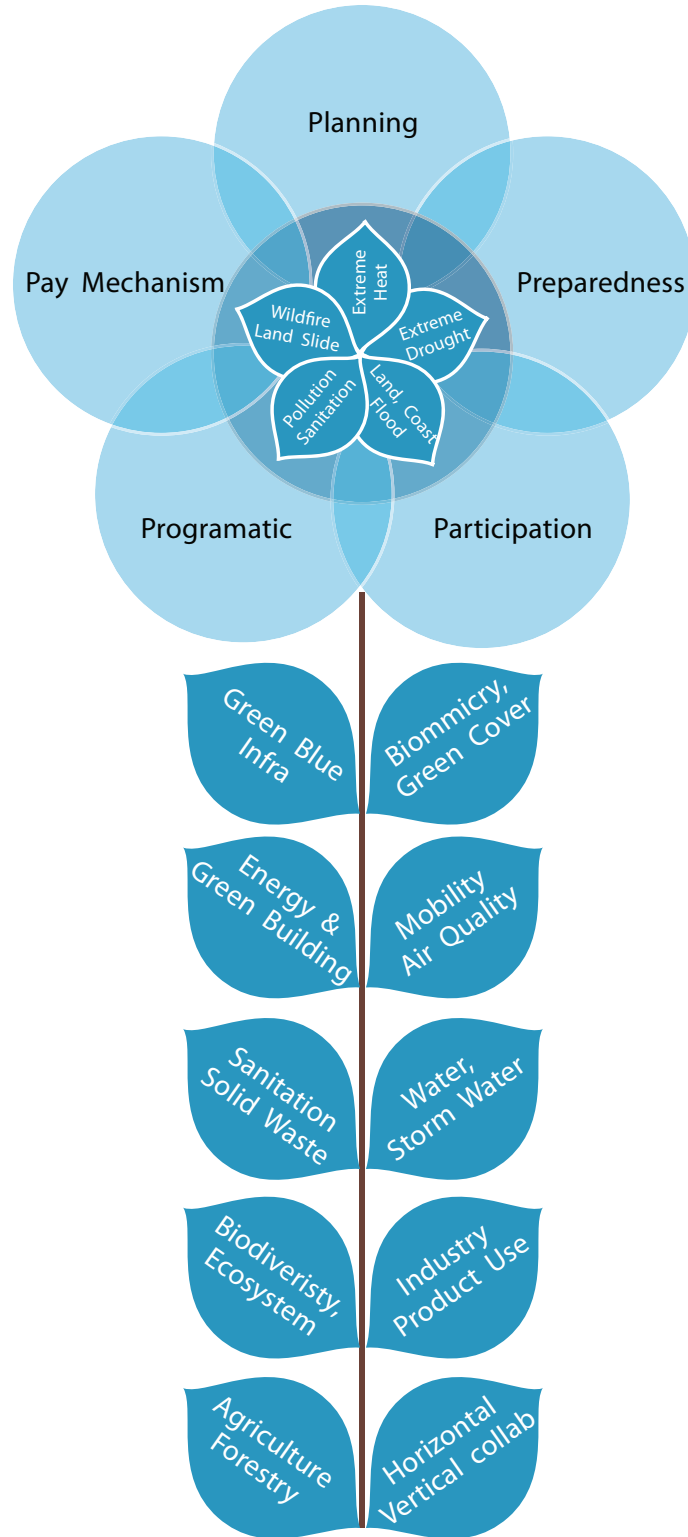 Planning
Pay Mechanism
Preparedness
Extreme
Heat
Wildfire
Land Slide
Extreme
Drought
Pollution
Sanitation
Land, Coast
Flood
Programatic
Participation
Green Blue
Infra
Biommicry,
Green Cover
Energy &
Green Building
Mobility
Air Quality
Sanitation
Solid Waste
Water,
Storm Water
Biodiveristy,
Ecosystem
Industry
Product Use
Agriculture
Forestry
Horizontal
Vertical collab